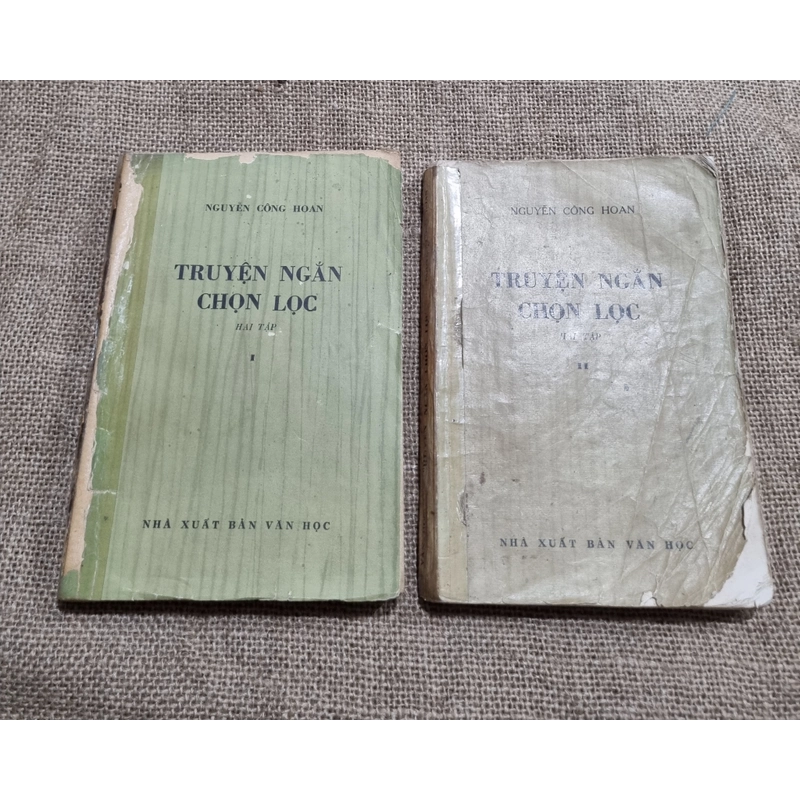 NGUYỄN CÔNG HOAN
TRUYỆN NGẮN
CHỌN LỌC
HAI TẬP
I
NHÀ XUẤT BẢN VĂN HỌC
NGUYỄN CÔNG HOAN
TRUYỆN NGẮN
CHỌN LỌC
TẬP
II
NHÀ XUẤT BẢN VĂN HỌC